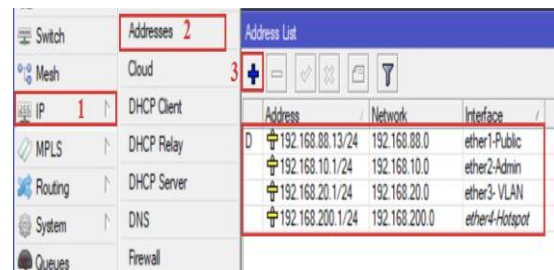 Switch
Mesh
IP 1
MPLS
Routing
System
Queues
Addresses 2
Cloud
DHCP Client
DHCP Relay
DHCP Server
DNS
Firewall
Address List
3
Address Network Interface
D 192.168.88.13/24 192.168.88.0 ether1-Public
192.168.10.1/24 192.168.10.0 ether2-Admin
192.168.20.1/24 192.168.20.0 ether3- VLAN
192.168.200.1/24 192.168.200.0 ether4-Hotspot